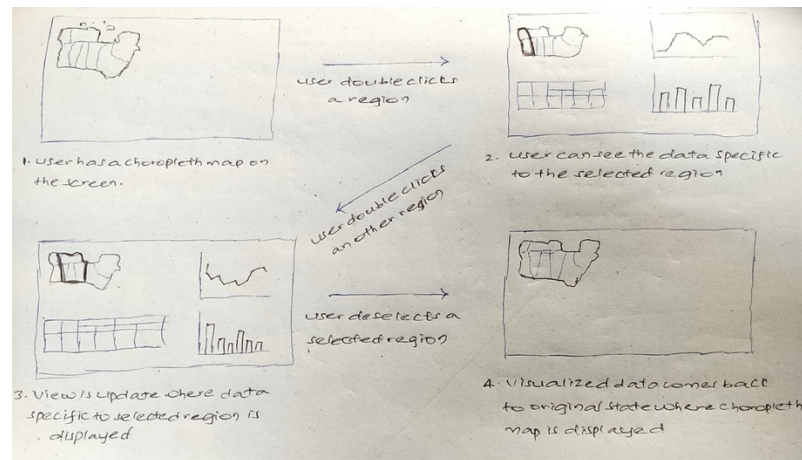 user double clicks
a region
1. user has a choropleth map on
the screen.
2. user can see the data specific
to the selected region
user double clicks
another region
user deselects a
selected region
3. View is update where data
specific to selected region is
displayed
4. Visualized data comes back
to original state where choropleth
map is displayed